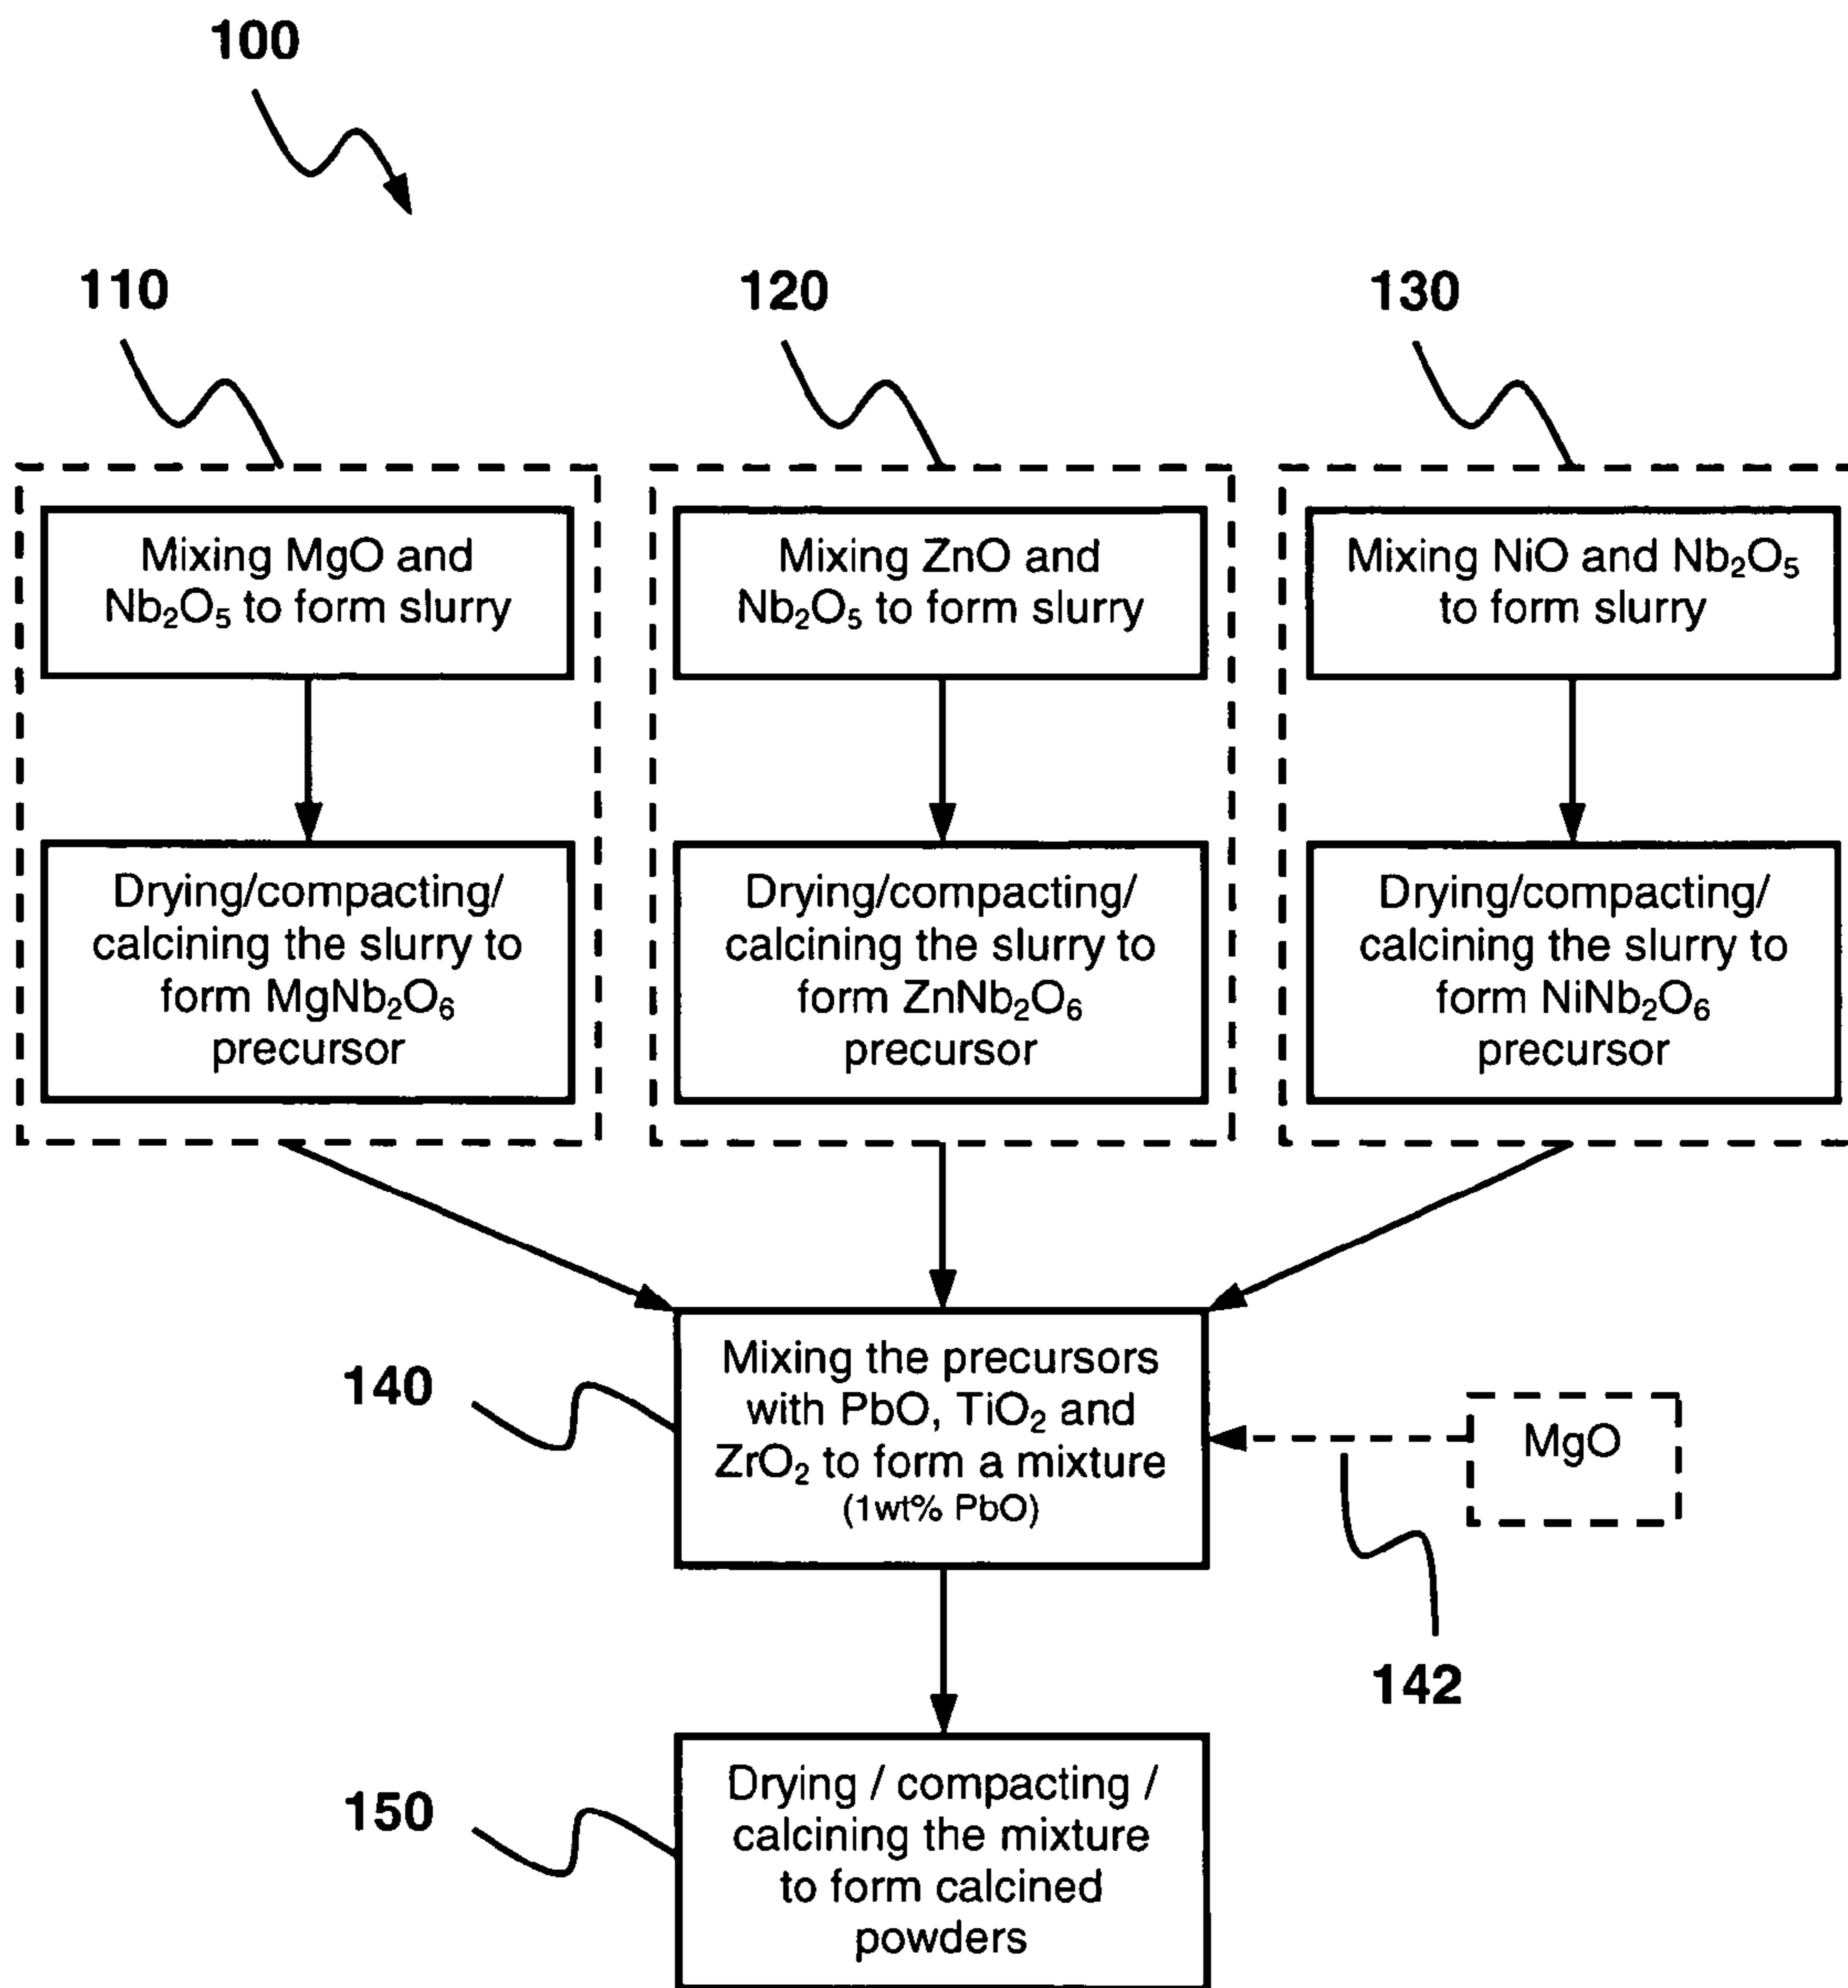 100
110
120
130
Mixing MgO and
Nb₂O₅ to form slurry
Mixing ZnO and
Nb₂O₅ to form slurry
Mixing NiO and Nb₂O₅
to form slurry
Drying/compacting/
calcining the slurry to
form MgNb₂O₆
precursor
Drying/compacting/
calcining the slurry to
form ZnNb₂O₆
precursor
Drying/compacting/
calcining the slurry to
form NiNb₂O₆
precursor
140
Mixing the precursors
with PbO, TiO₂ and
ZrO₂ to form a mixture
(1wt% PbO)
MgO
142
150
Drying / compacting /
calcining the mixture
to form calcined
powders